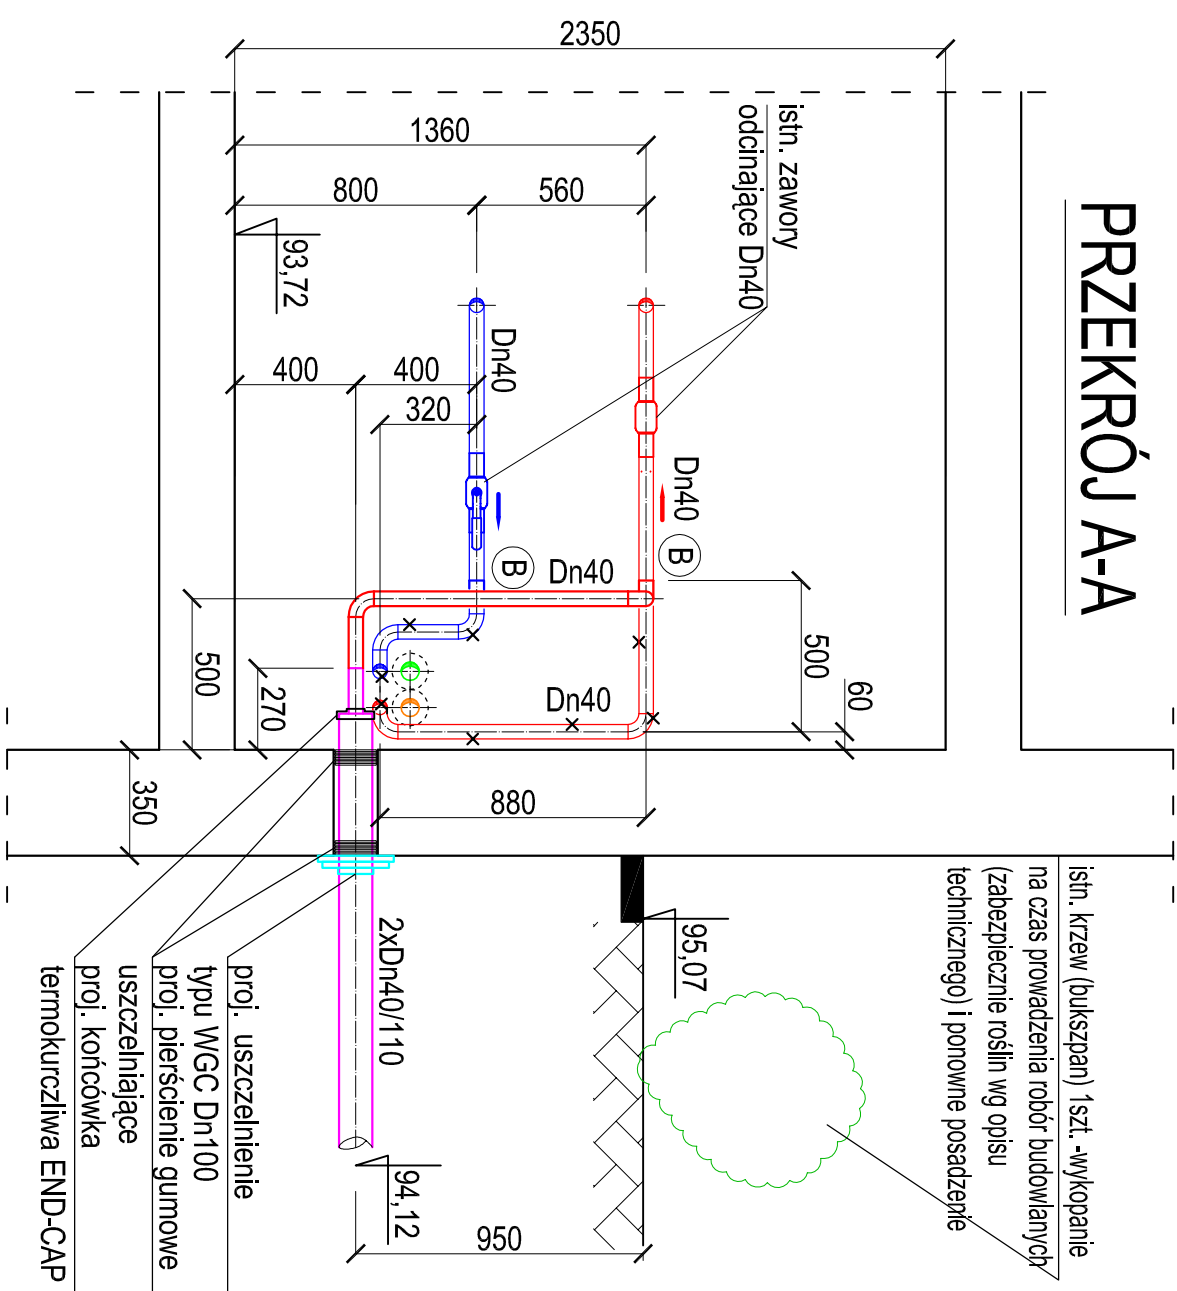 PRZEKRÓJ A-A
2350
1360
800
560
istn. zawory
odcinające Dn40
93,72
400
400
320
Dn40
Dn40
B
B
Dn40
Dn40
500
60
500
270
350
880
istn. krzew (bukszpan) 1szt. -wykopanie
na czas prowadzenia robór budowlanych
(zabezpiecznie roślin wg opisu
technicznego) i ponowne posadzenie
95,07
2xDn40/110
94,12
950
proj. uszczelnienie
typu WGC Dn100
proj. pierścienie gumowe
uszczelniające
proj. końcówka
termokurczliwa END-CAP